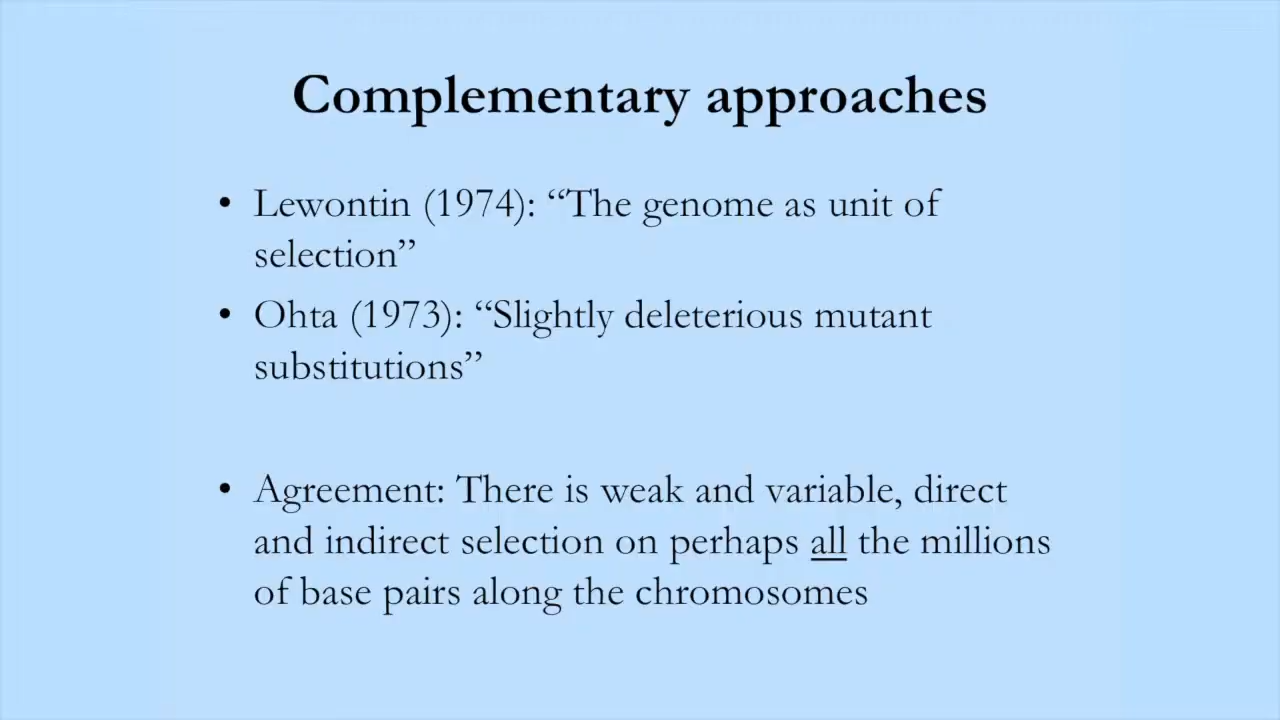 Complementary approaches
• Lewontin (1974): “The genome as unit of
selection”
• Ohta (1973): “Slightly deleterious mutant
substitutions”
• Agreement: There is weak and variable, direct
and indirect selection on perhaps all the millions
of base pairs along the chromosomes